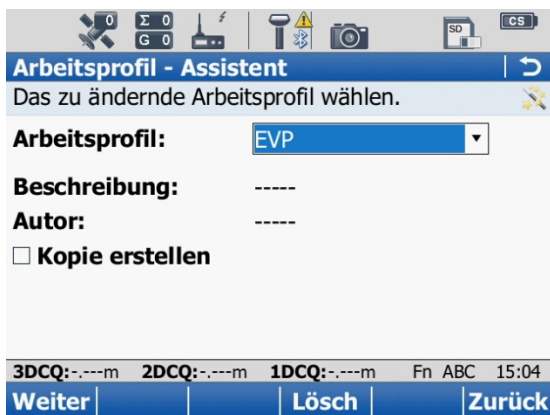 0 Σ 0 SD CS
G 0
Arbeitsprofil - Assistent
Das zu ändernde Arbeitsprofil wählen.
Arbeitsprofil: EVP
Beschreibung: -----
Autor: -----
Kopie erstellen
3DCQ:-.---m 2DCQ:-.---m 1DCQ:-.---m Fn ABC 15:04
Weiter Lösch Zurück